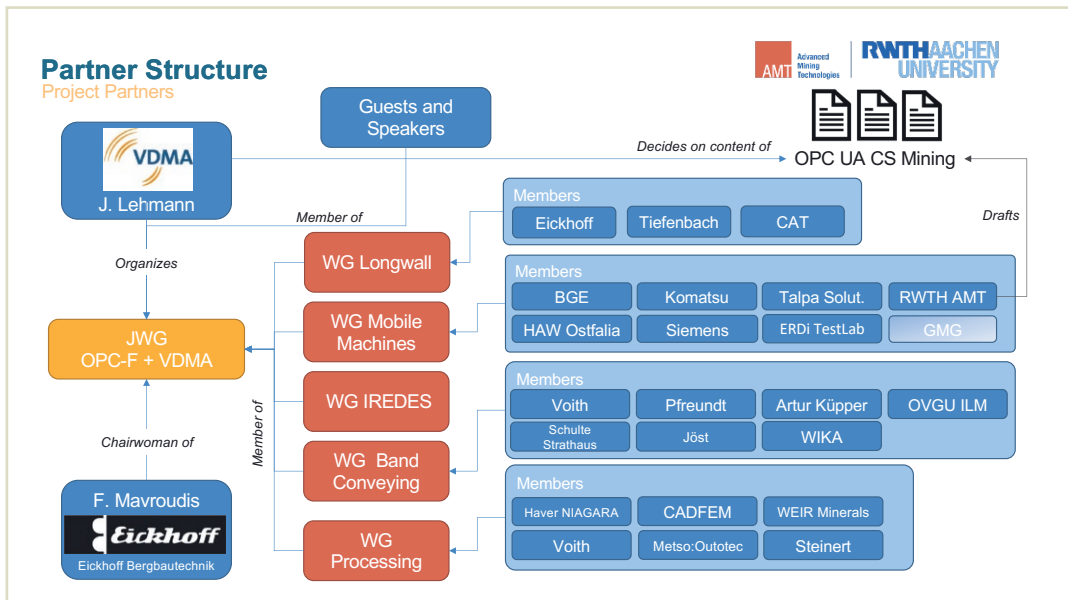 Partner Structure
Project Partners
AMT
Advanced
Mining
Technologies
RWTHAACHEN
UNIVERSITY
Guests and
Speakers
VDMA
J. Lehmann
Decides on content of
OPC UA CS Mining
Member of
Organizes
Drafts
Members
Eickhoff
Tiefenbach
CAT
WG Longwall
Members
BGE
Komatsu
Talpa Solut.
RWTH AMT
HAW Ostfalia
Siemens
ERDi TestLab
GMG
WG Mobile
Machines
JWG
OPC-F + VDMA
WG IREDES
Members
Voith
Pfreundt
Artur Küpper
OVGU ILM
Schulte
Strathaus
Jöst
WIKA
Chairwoman of
Member of
WG Band
Conveying
Members
Haver NIAGARA
CADFEM
WEIR Minerals
Voith
Metso:Outotec
Steinert
WG
Processing
F. Mavroudis
Eickhoff
Eickhoff Bergbautechnik